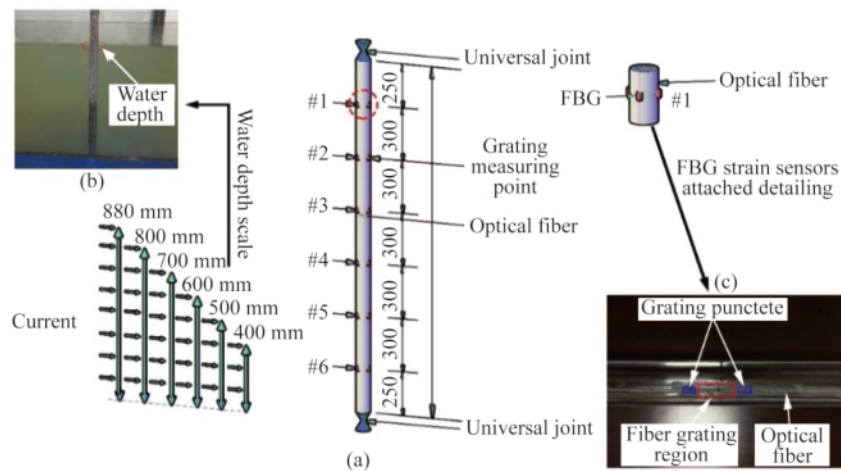 Water
depth
(b)
Water depth scale
880 mm
800 mm
700 mm
600 mm
500 mm
400 mm
Current
Universal joint
#1
#2
#3
#4
#5
#6
250
300
300
300
300
300
250
Grating
measuring
point
Optical fiber
Universal joint
(a)
Optical fiber
FBG
#1
FBG strain sensors
attached detailing
(c)
Grating punctete
Fiber grating
region
Optical
fiber